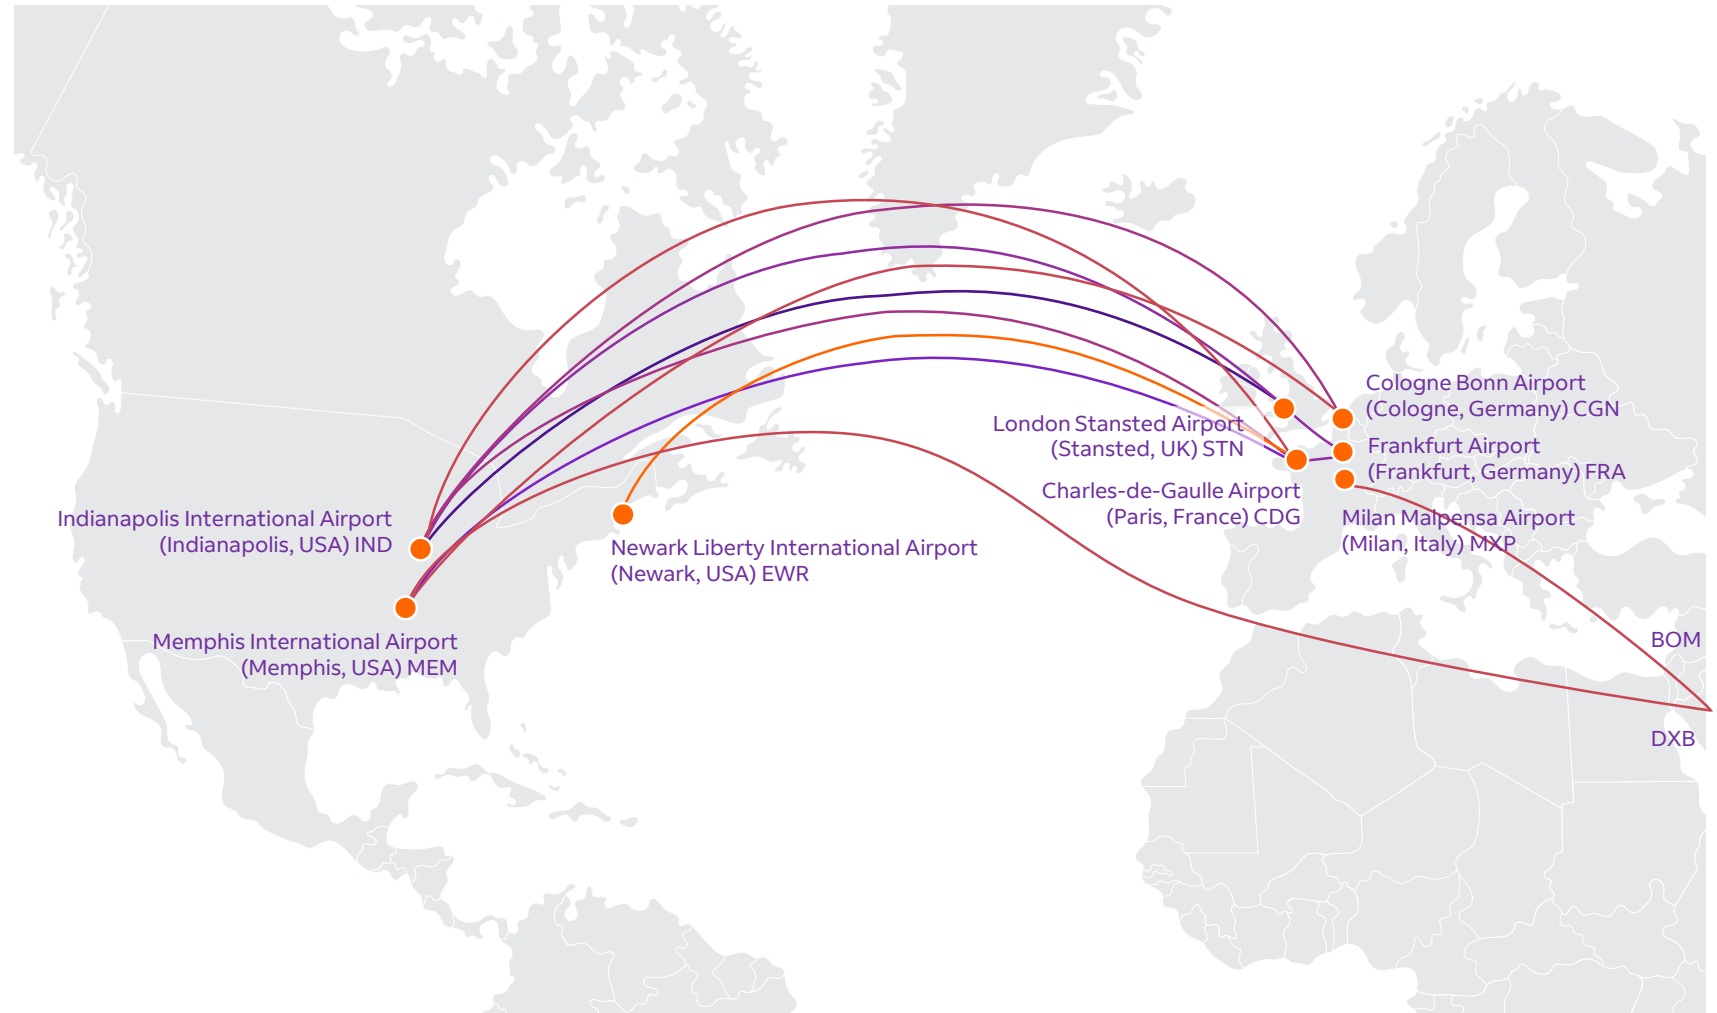 Cologne Bonn Airport
(Cologne, Germany) CGN
London Stansted Airport
(Stansted, UK) STN
Frankfurt Airport
(Frankfurt, Germany) FRA
Charles-de-Gaulle Airport
(Paris, France) CDG
Milan Malpensa Airport
(Milan, Italy) MXP
Indianapolis International Airport
(Indianapolis, USA) IND
Newark Liberty International Airport
(Newark, USA) EWR
Memphis International Airport
(Memphis, USA) MEM
BOM
DXB